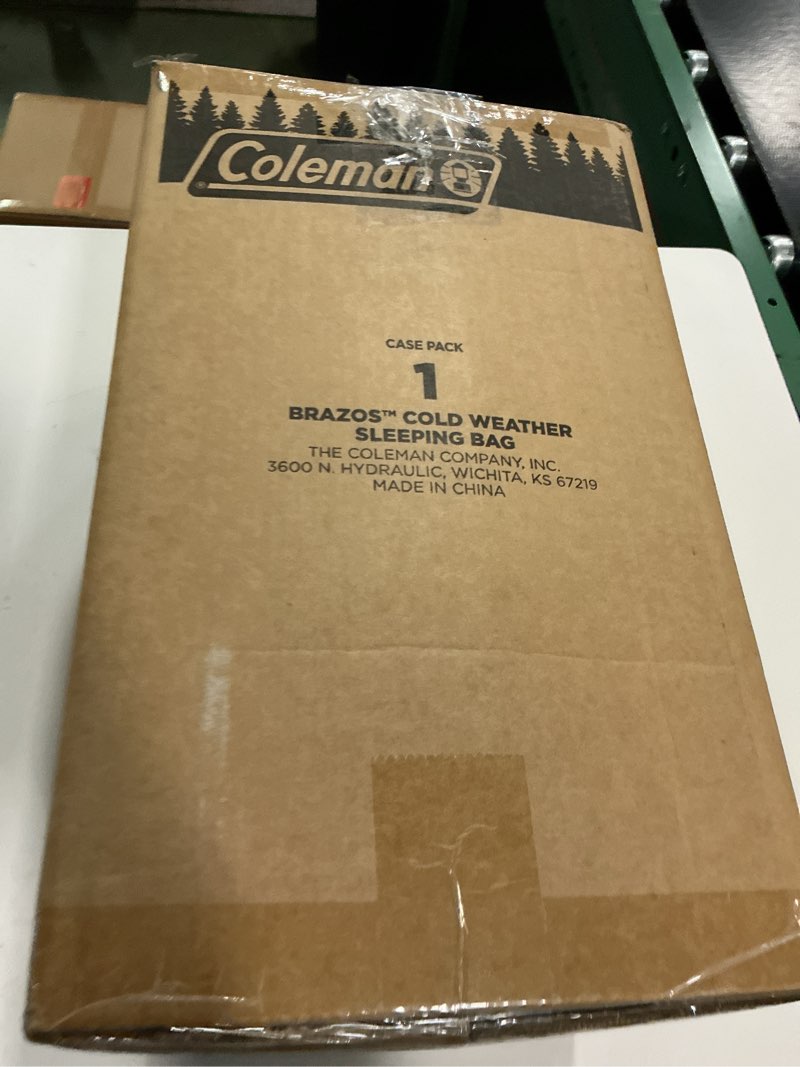 Coleman
CASE PACK
1
BRAZOS™ COLD WEATHER
SLEEPING BAG
THE COLEMAN COMPANY, INC.
3600 N. HYDRAULIC, WICHITA, KS 67219
MADE IN CHINA